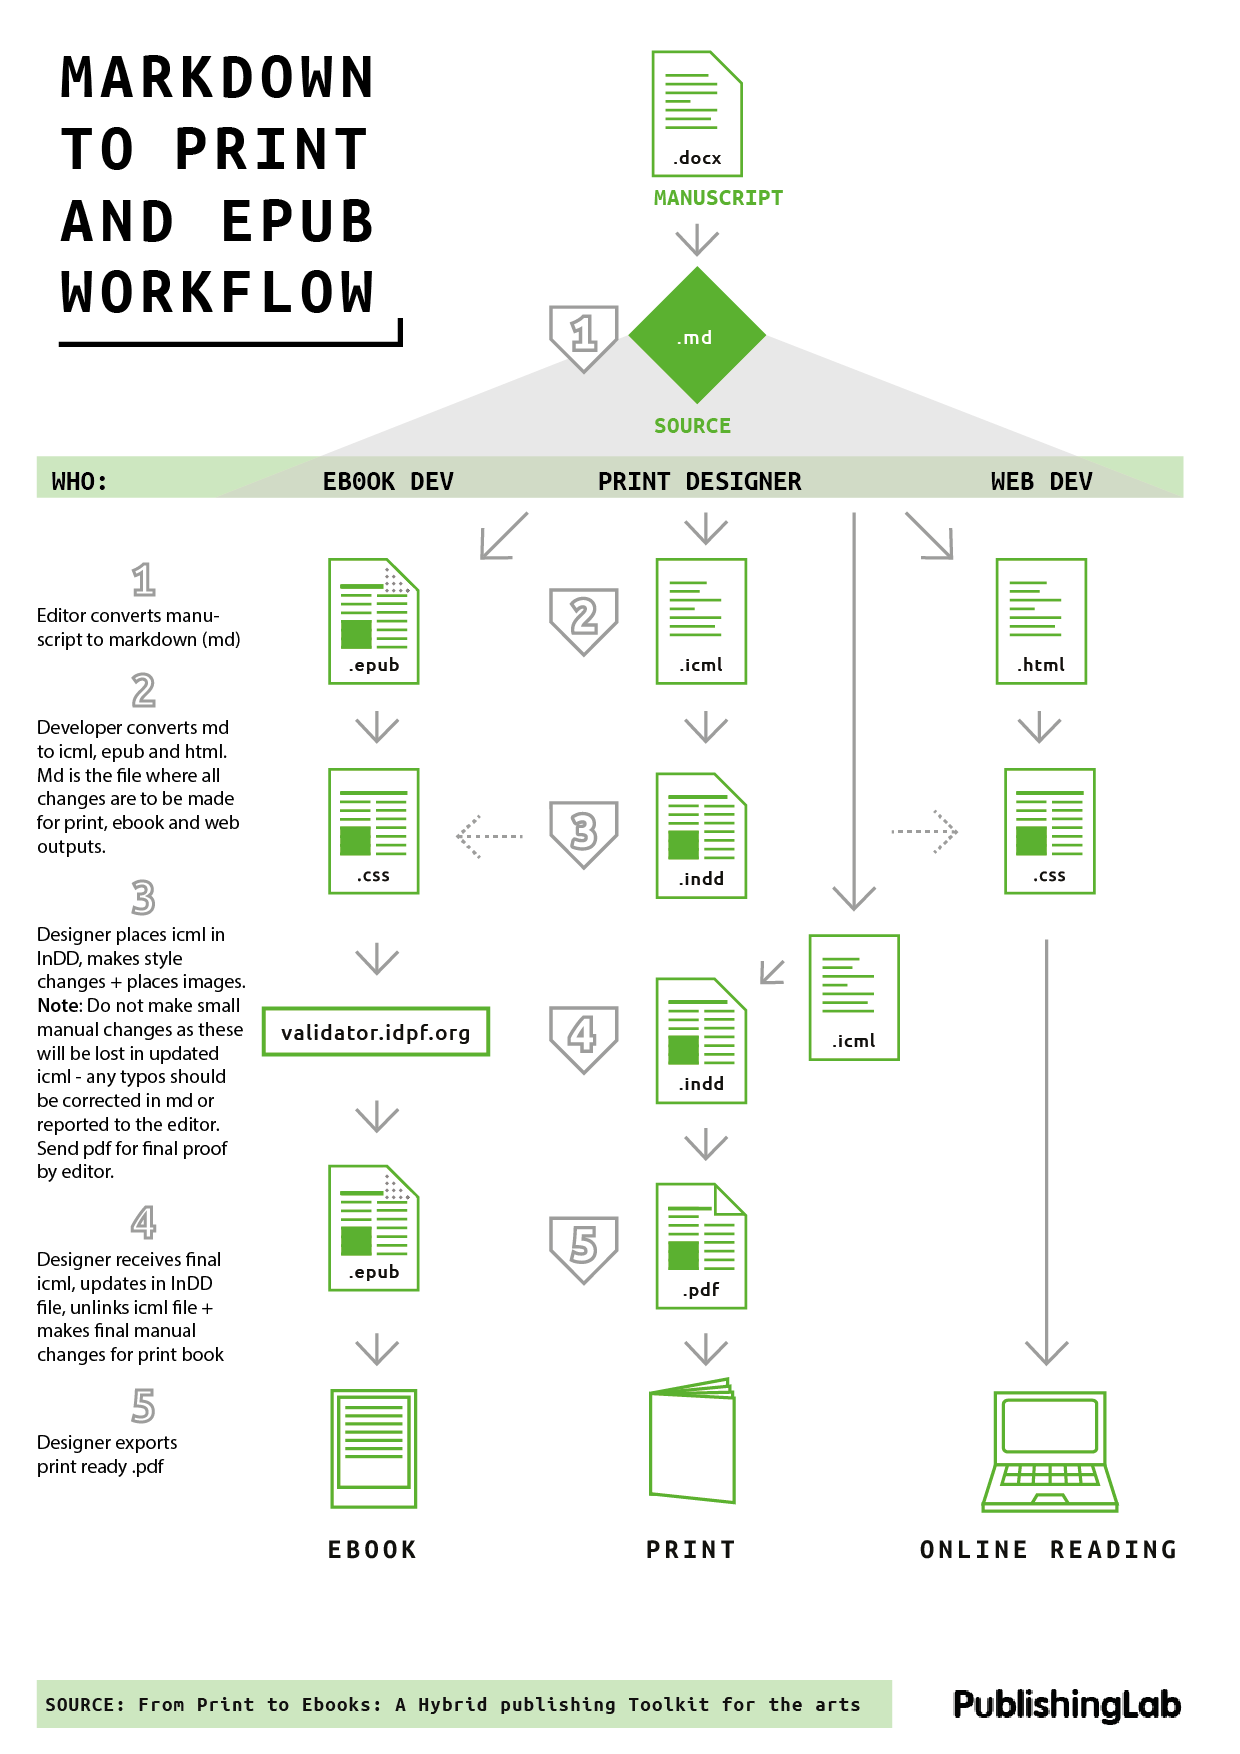 MARKDOWN
TO PRINT
AND EPUB
WORKFLOW
.docx
MANUSCRIPT
1
.md
SOURCE
WHO:
EBOOK DEV
PRINT DESIGNER
WEB DEV
1
Editor converts manu-
script to markdown (md)
2
Developer converts md
to icml, epub and html.
Md is the file where all
changes are to be made
for print, ebook and web
outputs.
3
Designer places icml in
InDD, makes style
changes + places images.
Note: Do not make small
manual changes as these
will be lost in updated
icml - any typos should
be corrected in md or
reported to the editor.
Send pdf for final proof
by editor.
4
Designer receives final
icml, updates in InDD
file, unlinks icml file +
makes final manual
changes for print book
5
Designer exports
print ready .pdf
.epub
2
.icml
.html
.css
3
.indd
.css
validator.idpf.org
4
.indd
.icml
.epub
5
.pdf
EBOOK
PRINT
ONLINE READING
SOURCE: From Print to Ebooks: A Hybrid publishing Toolkit for the arts
PublishingLab